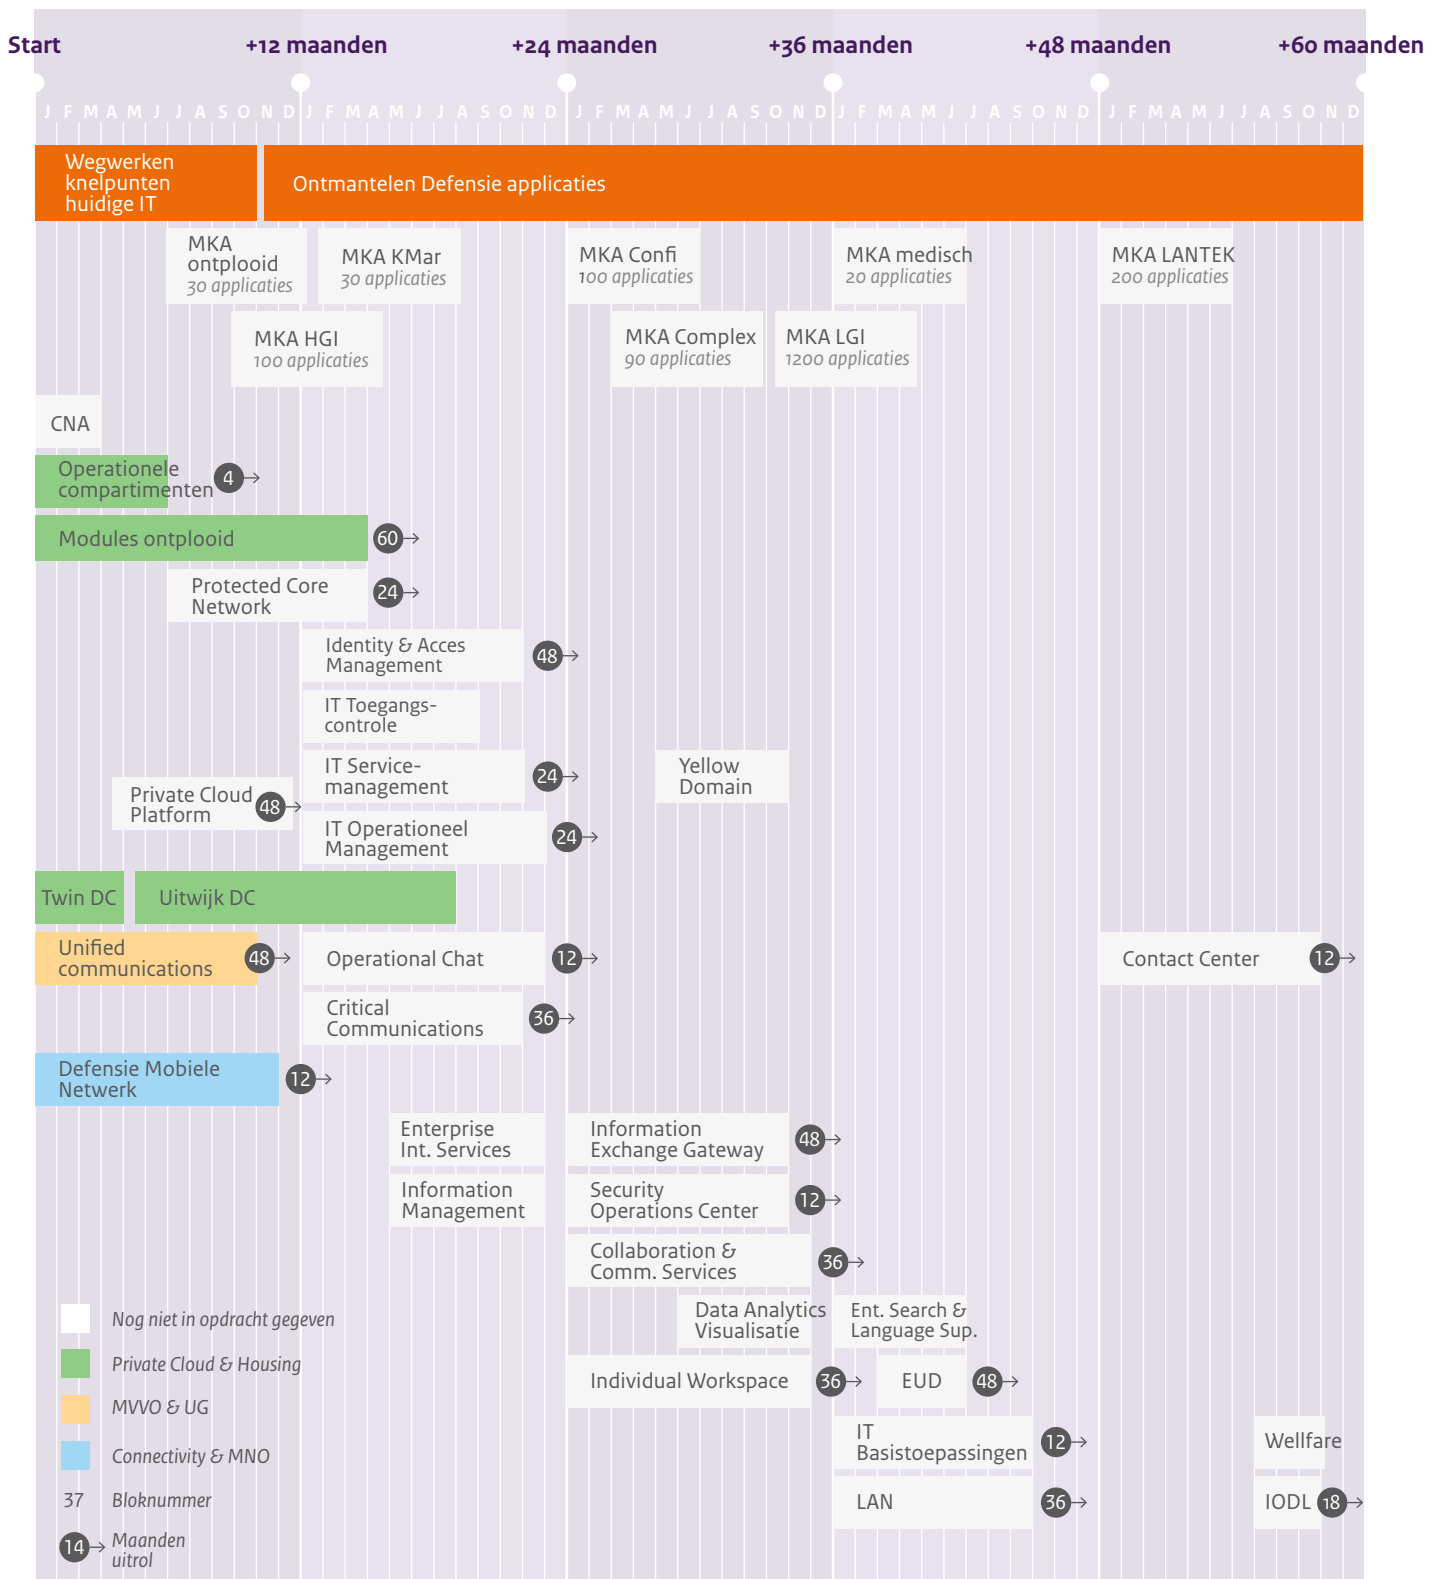 Start +12 maanden +24 maanden +36 maanden +48 maanden +60 maanden
J F M A M J J A S O N D J F M A M J J A S O N D J F M A M J J A S O N D J F M A M J J A S O N D J F M A M J J A S O N D
Wegwerken
knelpunten
huidige IT
Ontmantelen Defensie applicaties
MKA
ontplooid
30 applicaties
MKA KMar
30 applicaties
MKA Confi
100 applicaties
MKA medisch
20 applicaties
MKA LANTEK
200 applicaties
MKA HGI
100 applicaties
MKA Complex
90 applicaties
MKA LGI
1200 applicaties
CNA
Operationele
compartimenten
4
Modules ontplooid
60
Protected Core
Network
24
Identity & Acces
Management
48
IT Toegangs-
controle
IT Service-
management
24
Yellow
Domain
Private Cloud
Platform
48
IT Operationeel
Management
24
Twin DC
Uitwijk DC
Unified
communications
48
Operational Chat
12
Contact Center
12
Critical
Communications
36
Defensie Mobiele
Netwerk
12
Enterprise
Int. Services
Information
Exchange Gateway
48
Information
Management
Security
Operations Center
12
Collaboration &
Comm. Services
36
Data Analytics
Visualisatie
Ent. Search &
Language Sup.
Individual Workspace
36
EUD
48
IT
Basistoepassingen
12
Wellfare
LAN
36
IODL
18
Nog niet in opdracht gegeven
Private Cloud & Housing
MVVO & UG
Connectivity & MNO
37 Bloknummer
14
Maanden
uitrol